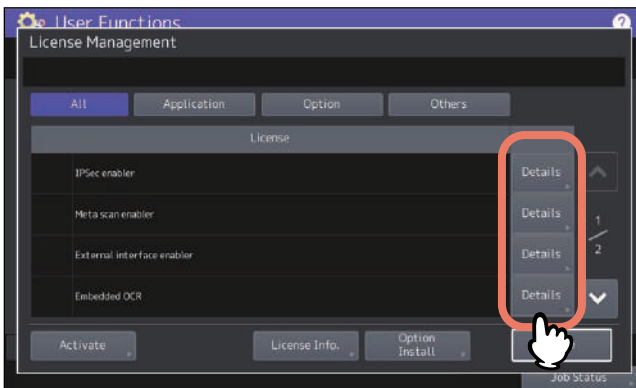 User Functions ?
License Management
All Application Option Others
License
IPSec enabler Details
Meta scan enabler Details
1
External interface enabler Details 2
Embedded OCR Details
Activate License Info. Option Install
Job Status